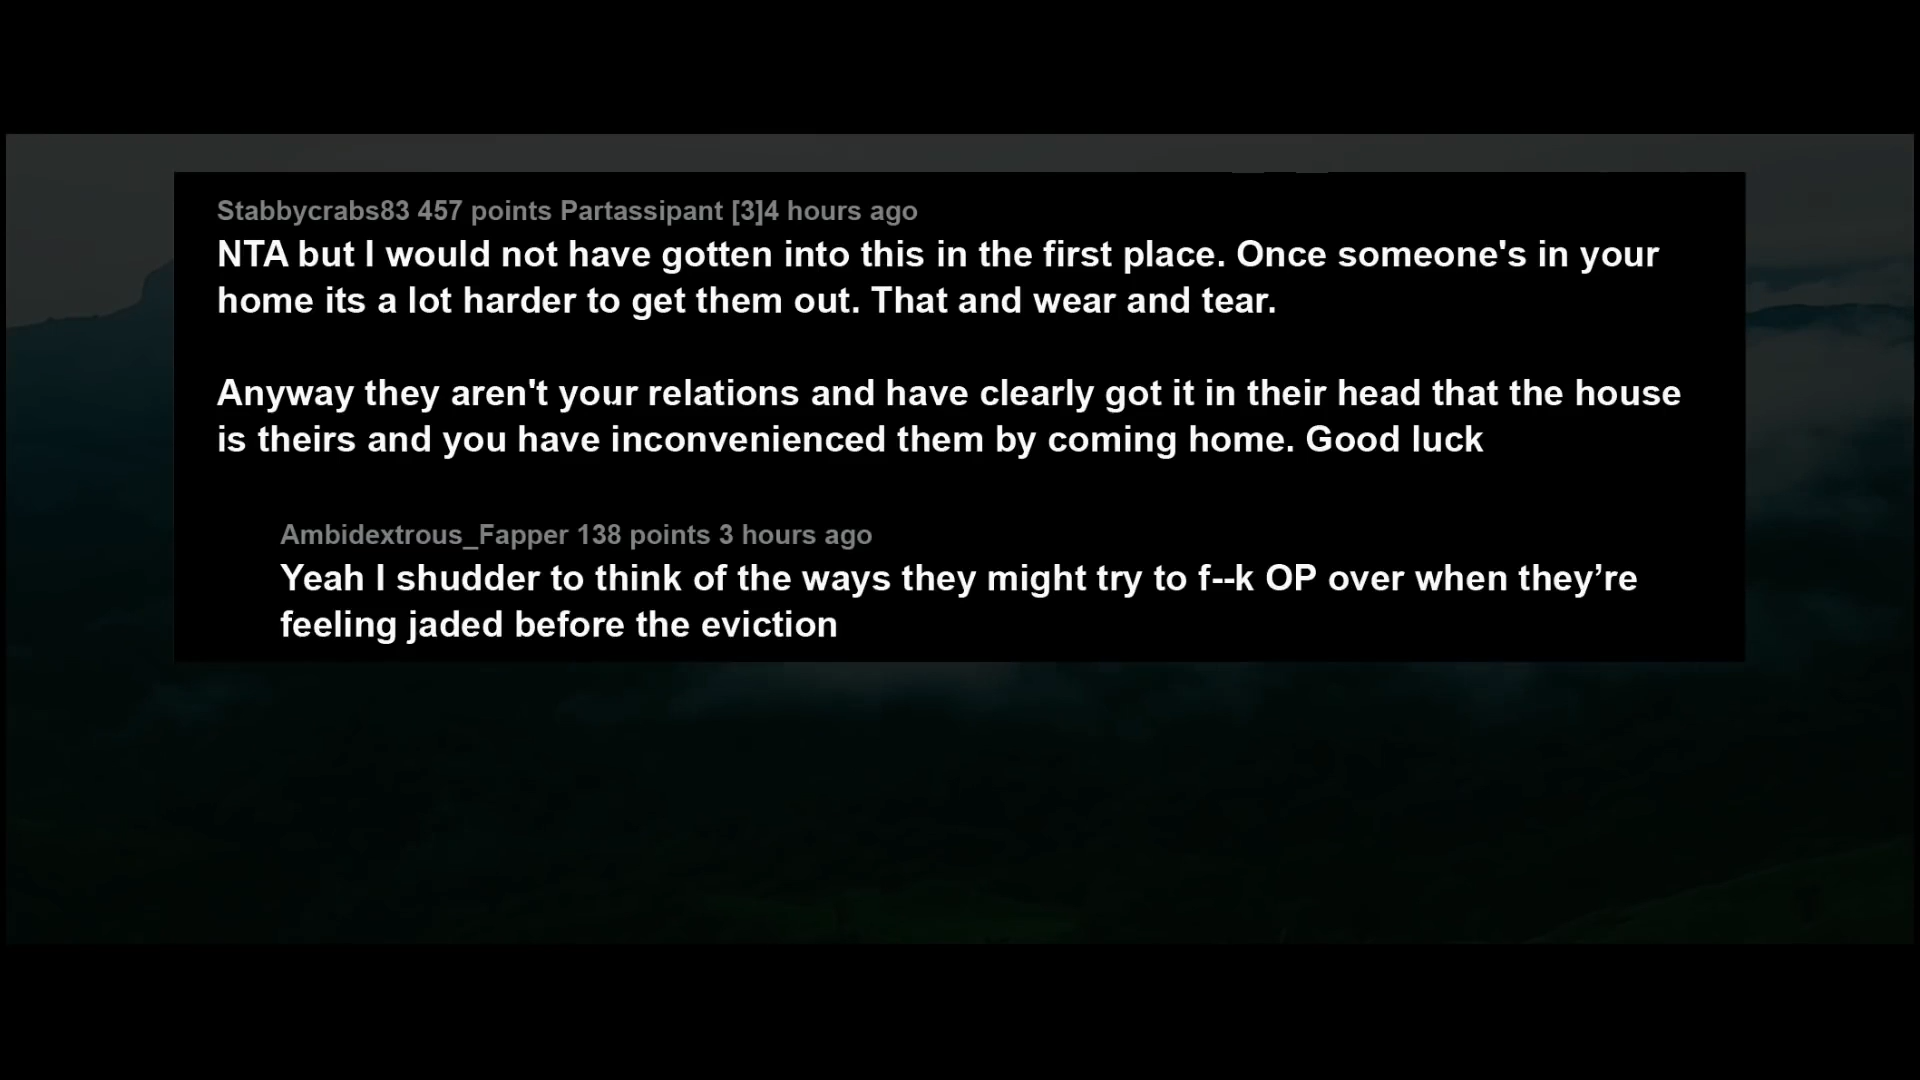 Stabbycrabs83 457 points Partassipant [3]4 hours ago
NTA but I would not have gotten into this in the first place. Once someone's in your
home its a lot harder to get them out. That and wear and tear.
Anyway they aren't your relations and have clearly got it in their head that the house
is theirs and you have inconvenienced them by coming home. Good luck
Ambidextrous_Fapper 138 points 3 hours ago
Yeah I shudder to think of the ways they might try to f--k OP over when they’re
feeling jaded before the eviction